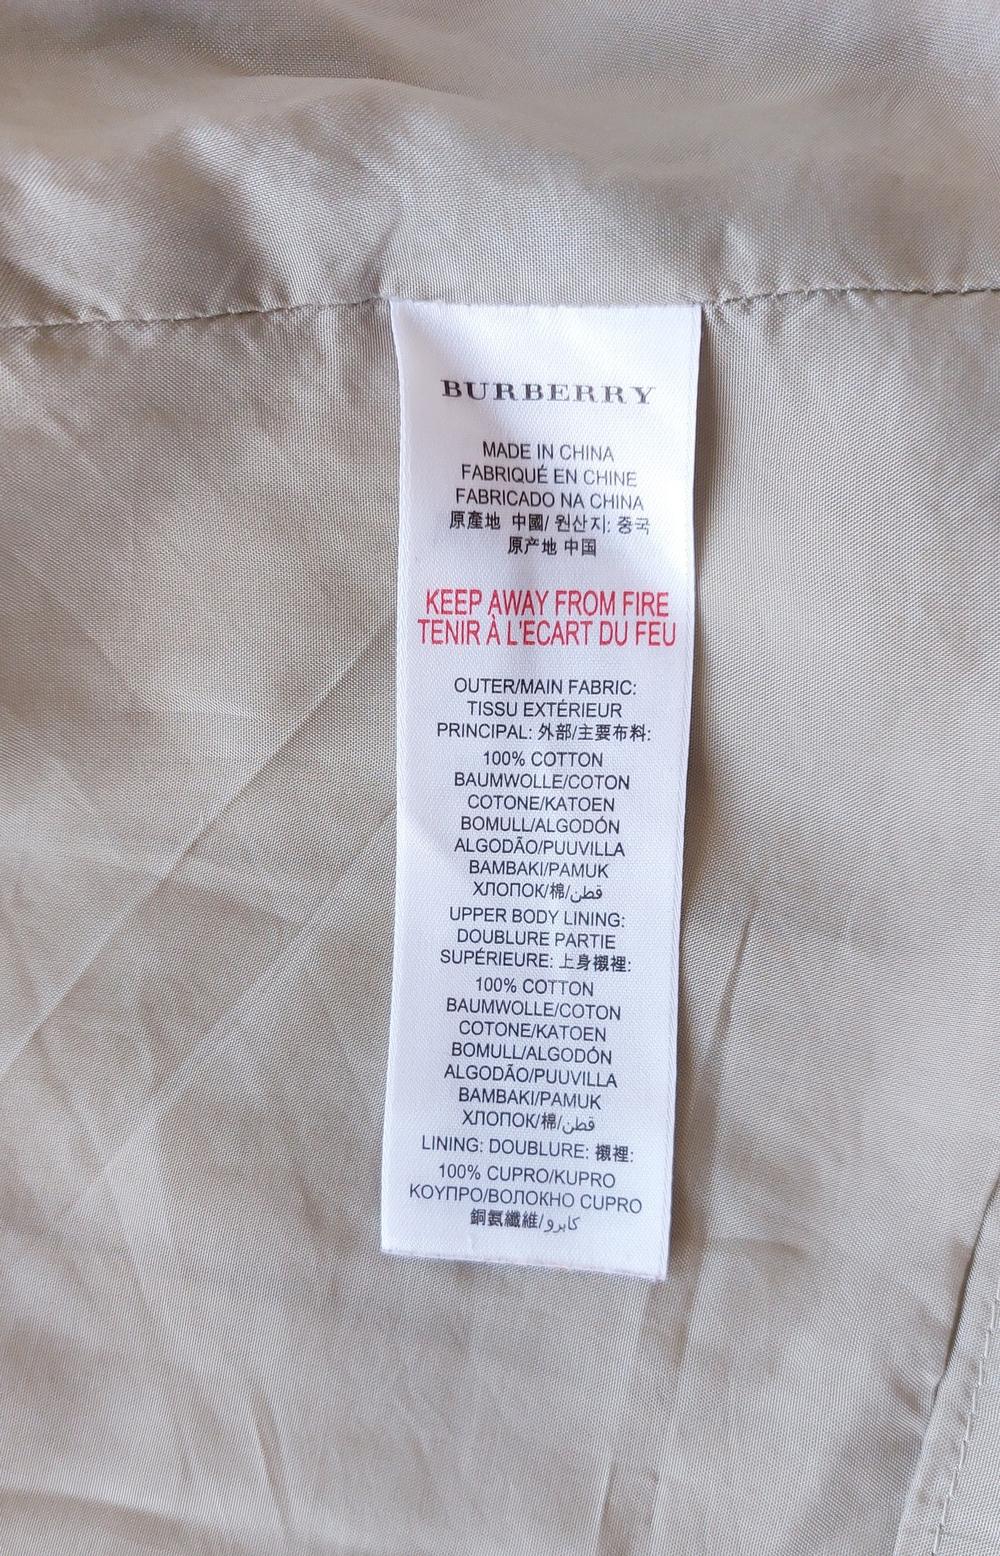 BURBERRY
MADE IN CHINA
FABRIQUÉ EN CHINE
FABRICADO NA CHINA
原產地 中國/ 원산지: 중국
原产地 中国
KEEP AWAY FROM FIRE
TENIR À L'ECART DU FEU
OUTER/MAIN FABRIC:
TISSU EXTÉRIEUR
PRINCIPAL: 外部/主要布料:
100% COTTON
BAUMWOLLE/COTON
COTONE/KATOEN
BOMULL/ALGODÓN
ALGODÃO/PUUVILLA
BAMBAKI/PAMUK
ХЛОПОК/棉/قطن
UPPER BODY LINING:
DOUBLURE PARTIE
SUPÉRIEURE: 上身襯裡:
100% COTTON
BAUMWOLLE/COTON
COTONE/KATOEN
BOMULL/ALGODÓN
ALGODÃO/PUUVILLA
BAMBAKI/PAMUK
ХЛОПОК/棉/قطن
LINING: DOUBLURE: 襯裡:
100% CUPRO/KUPRO
ΚΟΥΠΡΟ/ВОЛОКНО CUPRO
銅氨纖維/كابرو